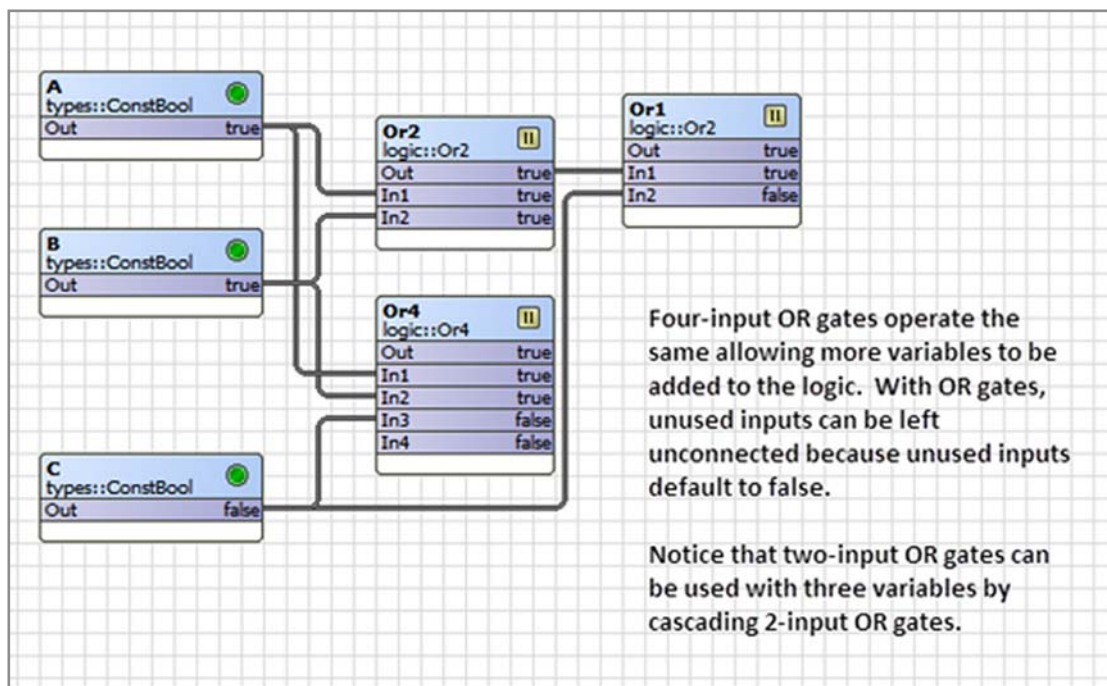 A
types::ConstBool
Out true
B
types::ConstBool
Out true
C
types::ConstBool
Out false
Or2
logic::Or2
Out true
In1 true
In2 true
Or4
logic::Or4
Out true
In1 true
In2 true
In3 false
In4 false
Or1
logic::Or2
Out true
In1 true
In2 false
Four-input OR gates operate the
same allowing more variables to be
added to the logic. With OR gates,
unused inputs can be left
unconnected because unused inputs
default to false.
Notice that two-input OR gates can
be used with three variables by
cascading 2-input OR gates.